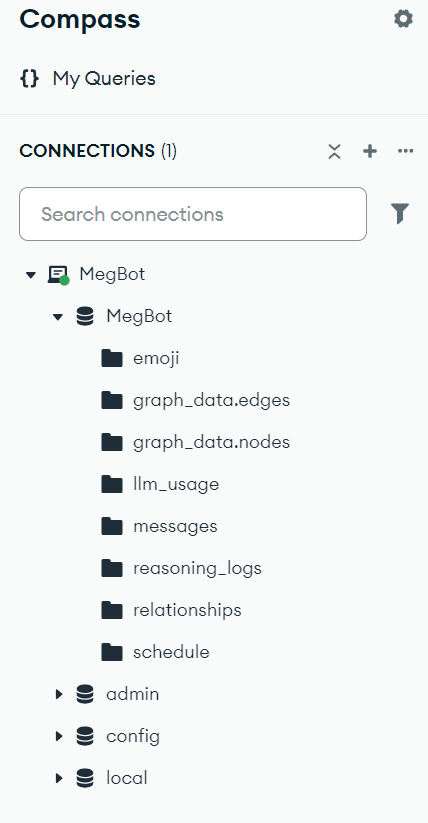 Compass
{} My Queries
CONNECTIONS (1)
Search connections
MegBot
MegBot
emoji
graph_data.edges
graph_data.nodes
llm_usage
messages
reasoning_logs
relationships
schedule
admin
config
local